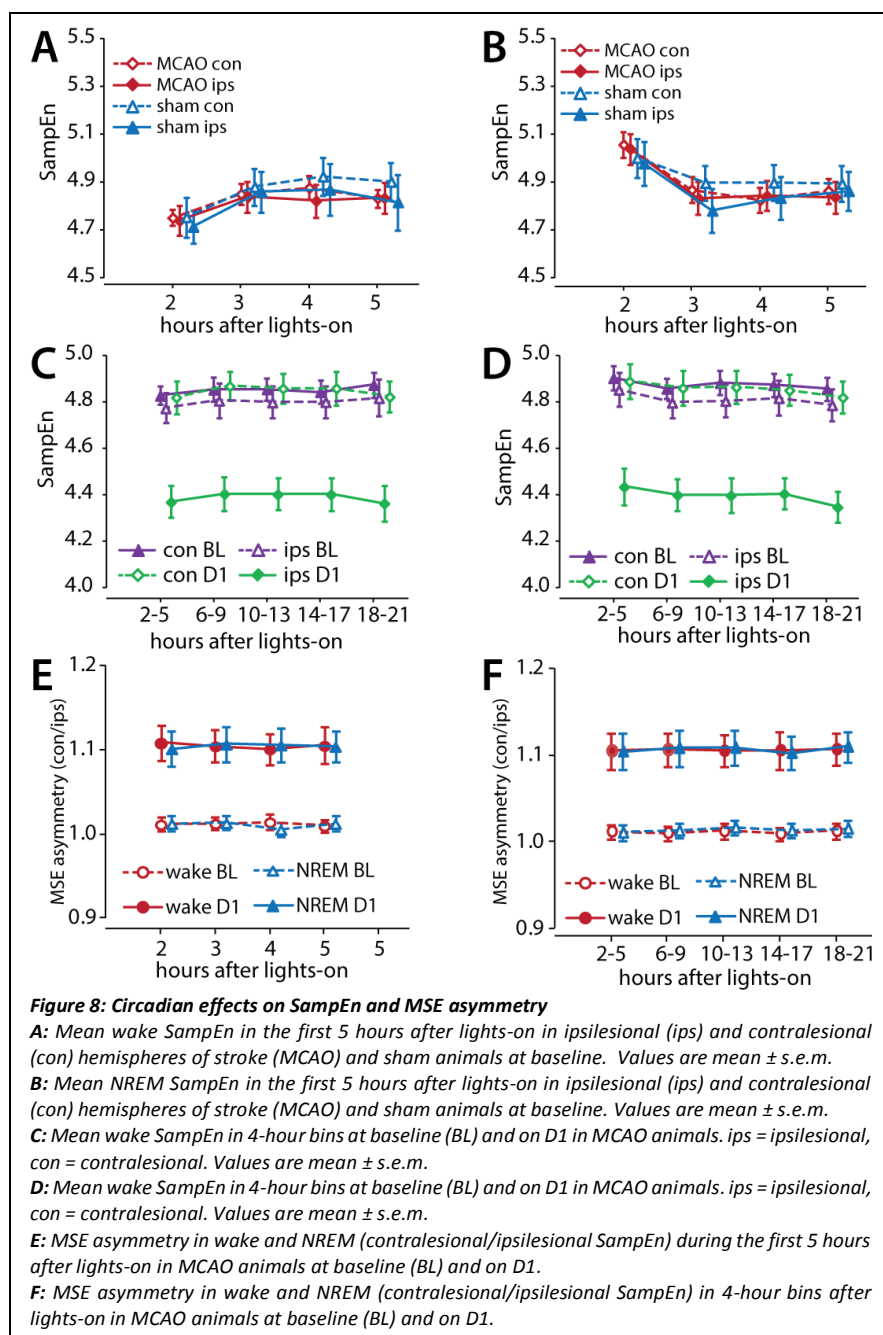 A
5.5
5.3
5.1
4.9
4.7
4.5
SampEn
MCAO con
MCAO ips
sham con
sham ips
2 3 4 5
hours after lights-on
B
5.5
5.3
5.1
4.9
4.7
4.5
SampEn
MCAO con
MCAO ips
sham con
sham ips
2 3 4 5
hours after lights-on
C
5.0
4.8
4.6
4.4
4.2
4.0
SampEn
con BL ips BL
con D1 ips D1
2-5 6-9 10-13 14-17 18-21
hours after lights-on
D
5.0
4.8
4.6
4.4
4.2
4.0
SampEn
con BL ips BL
con D1 ips D1
2-5 6-9 10-13 14-17 18-21
hours after lights-on
E
1.2
1.1
1.0
0.9
MSE asymmetry (con/ips)
wake BL NREM BL
wake D1 NREM D1
2 3 4 5 5
hours after lights-on
F
1.2
1.1
1.0
0.9
MSE asymmetry (con/ips)
wake BL NREM BL
wake D1 NREM D1
2-5 6-9 10-13 14-17 18-21
hours after lights-on
Figure 8: Circadian effects on SampEn and MSE asymmetry
A: Mean wake SampEn in the first 5 hours after lights-on in ipsilesional (ips) and contralesional
(con) hemispheres of stroke (MCAO) and sham animals at baseline. Values are mean ± s.e.m.
B: Mean NREM SampEn in the first 5 hours after lights-on in ipsilesional (ips) and contralesional
(con) hemispheres of stroke (MCAO) and sham animals at baseline. Values are mean ± s.e.m.
C: Mean wake SampEn in 4-hour bins at baseline (BL) and on D1 in MCAO animals. ips = ipsilesional,
con = contralesional. Values are mean ± s.e.m.
D: Mean wake SampEn in 4-hour bins at baseline (BL) and on D1 in MCAO animals. ips = ipsilesional,
con = contralesional. Values are mean ± s.e.m.
E: MSE asymmetry in wake and NREM (contralesional/ipsilesional SampEn) during the first 5 hours
after lights-on in MCAO animals at baseline (BL) and on D1.
F: MSE asymmetry in wake and NREM (contralesional/ipsilesional SampEn) in 4-hour bins after
lights-on in MCAO animals at baseline (BL) and on D1.